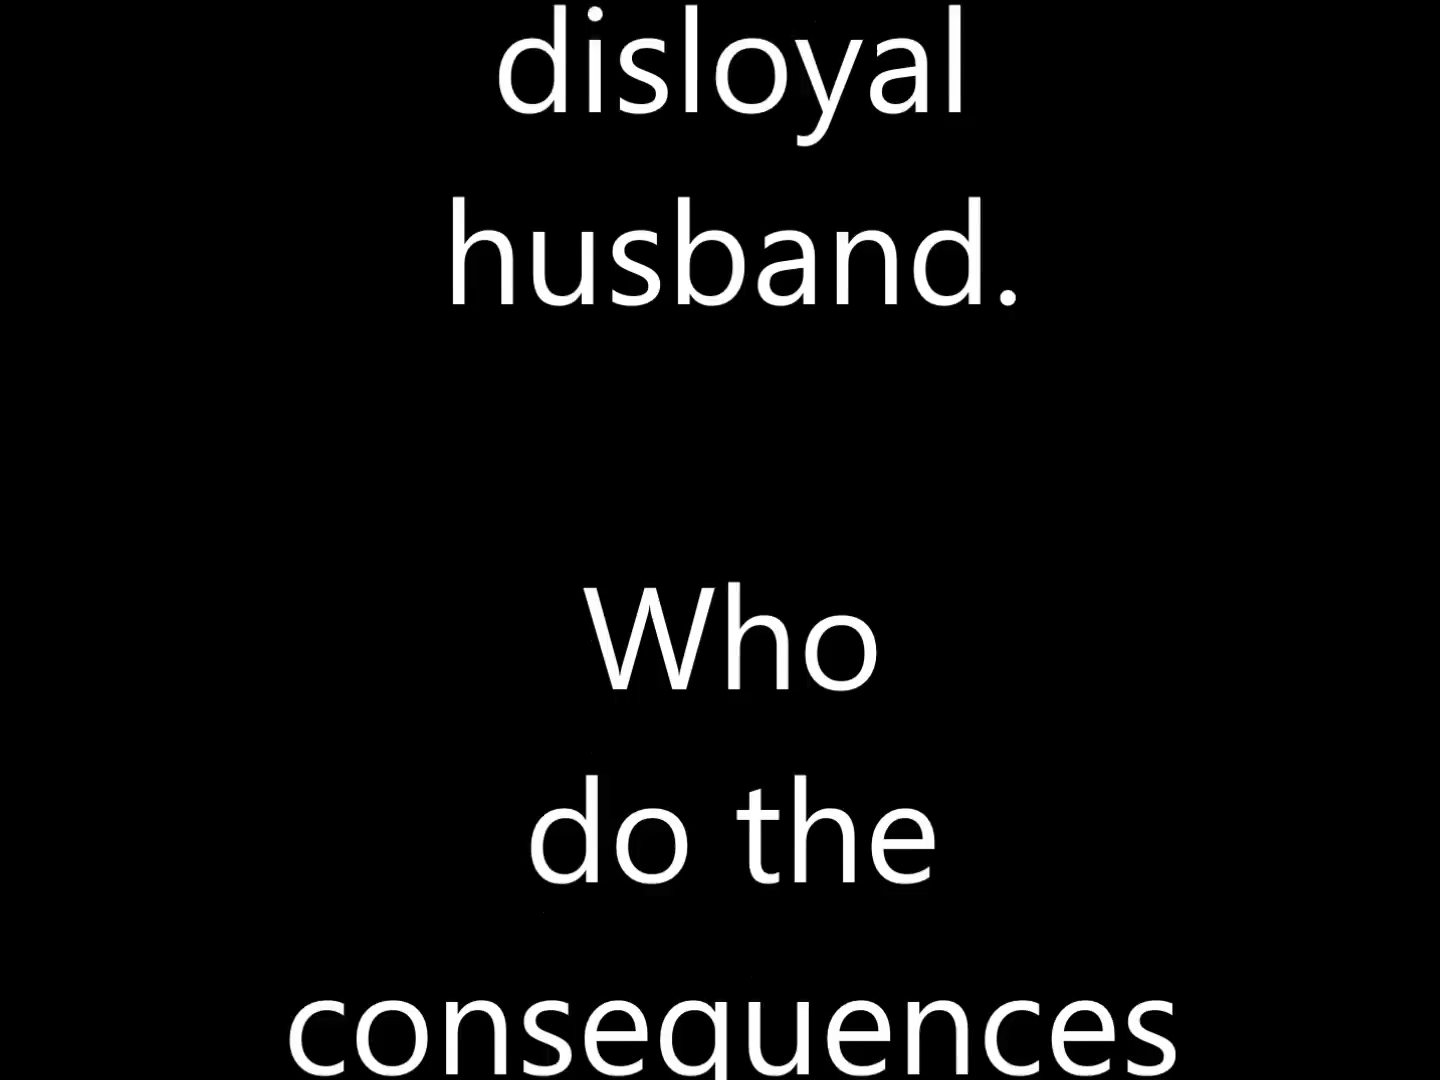 disloyal
husband.
Who
do the
consequences